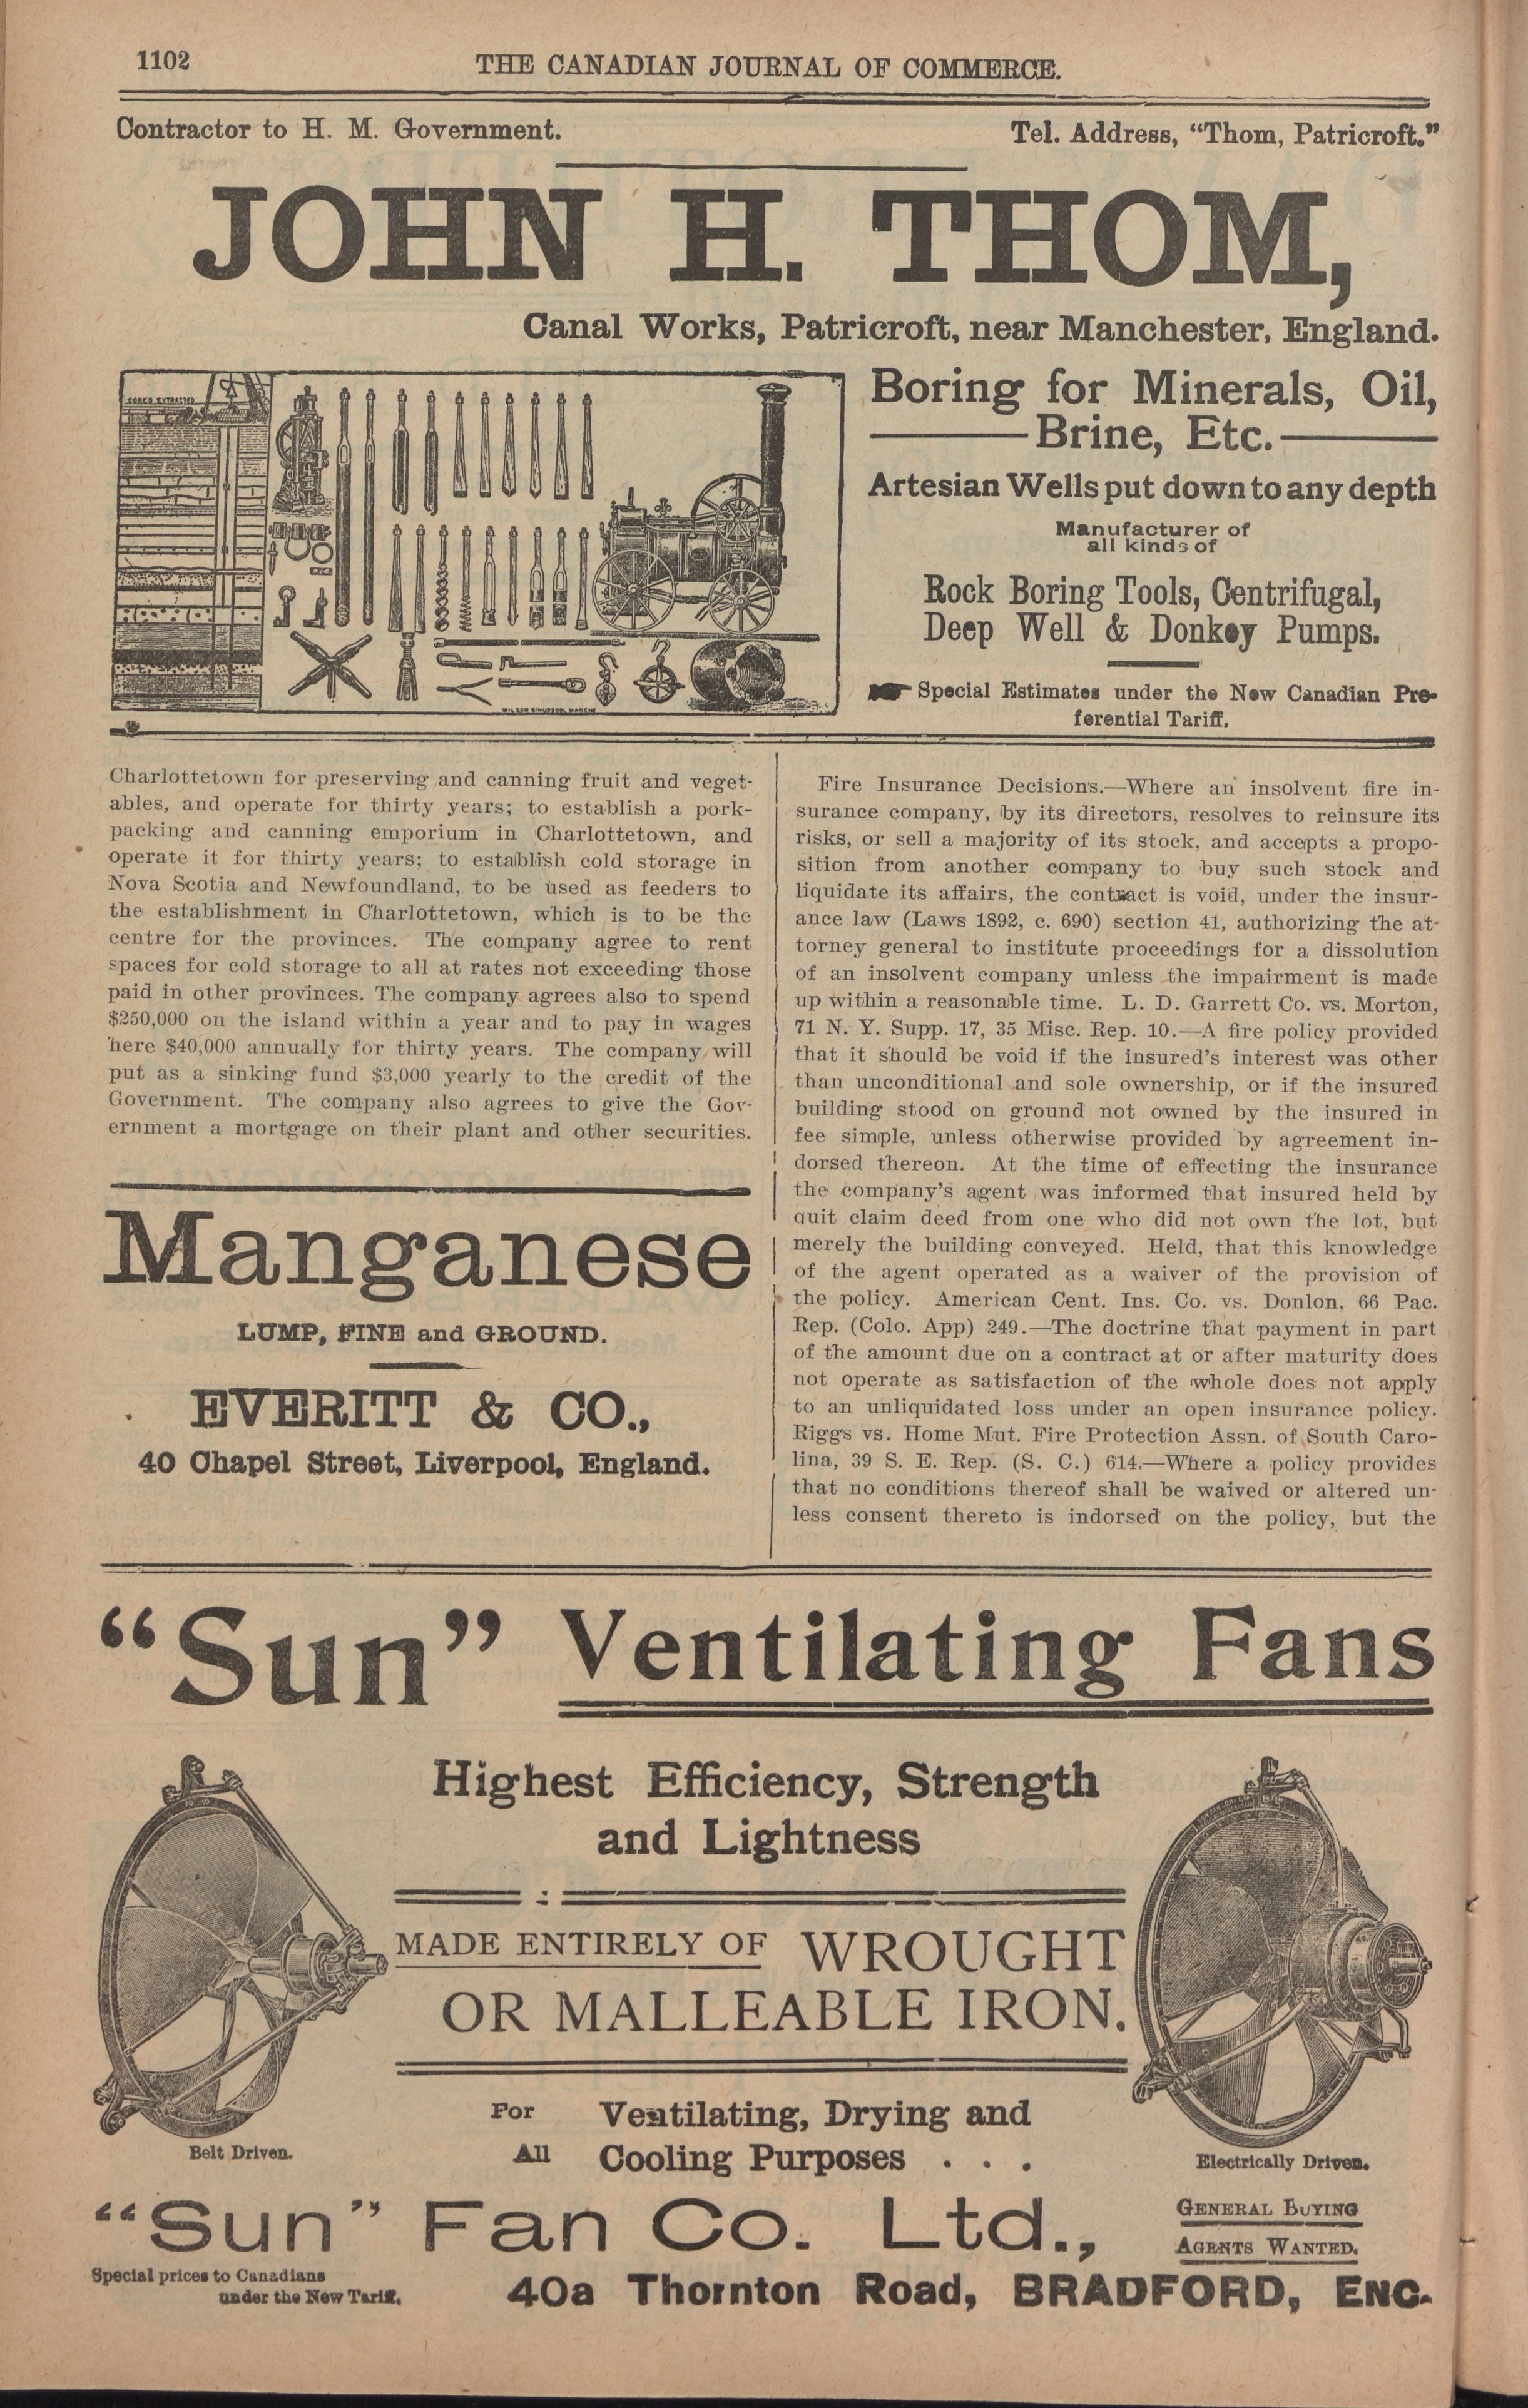 1102
THE CANADIAN JOURNAL OF COMMERCE.
Contractor to H. M. Government.
Tel. Address, "Thom, Patricroft."
JOHN H. THOM,
Canal Works, Patricroft, near Manchester, England.
CORES EXTRACTED
Boring for Minerals, Oil,
Brine, Etc.
Artesian Wells put down to any depth
Manufacturer of
all kinds of
Rock Boring Tools, Centrifugal,
Deep Well & Donkey Pumps.
Special Estimates under the New Canadian Pre-
ferential Tariff.
Charlottetown for preserving and canning fruit and veget-
ables, and operate for thirty years; to establish a pork-
packing and canning emporium in Charlottetown, and
operate it for thirty years; to establish cold storage in
Nova Scotia and Newfoundland, to be used as feeders to
the establishment in Charlottetown, which is to be the
centre for the provinces. The company agree to rent
spaces for cold storage to all at rates not exceeding those
paid in other provinces. The company agrees also to spend
$250,000 on the island within a year and to pay in wages
here $40,000 annually for thirty years. The company will
put as a sinking fund $3,000 yearly to the credit of the
Government. The company also agrees to give the Gov-
ernment a mortgage on their plant and other securities.
Manganese
LUMP, FINE and GROUND.
EVERITT & CO.,
40 Chapel Street, Liverpool, England.
Fire Insurance Decisions.—Where an insolvent fire in-
surance company, by its directors, resolves to reinsure its
risks, or sell a majority of its stock, and accepts a propo-
sition from another company to buy such stock and
liquidate its affairs, the contract is void, under the insur-
ance law (Laws 1892, c. 690) section 41, authorizing the at-
torney general to institute proceedings for a dissolution
of an insolvent company unless the impairment is made
up within a reasonable time. L. D. Garrett Co. vs. Morton,
71 N. Y. Supp. 17, 35 Misc. Rep. 10.—A fire policy provided
that it should be void if the insured's interest was other
than unconditional and sole ownership, or if the insured
building stood on ground not owned by the insured in
fee simple, unless otherwise provided by agreement in-
dorsed thereon. At the time of effecting the insurance
the company's agent was informed that insured held by
quit claim deed from one who did not own the lot, but
merely the building conveyed. Held, that this knowledge
of the agent operated as a waiver of the provision of
the policy. American Cent. Ins. Co. vs. Donlon, 66 Pac.
Rep. (Colo. App) 249.—The doctrine that payment in part
of the amount due on a contract at or after maturity does
not operate as satisfaction of the whole does not apply
to an unliquidated loss under an open insurance policy.
Riggs vs. Home Mut. Fire Protection Assn. of South Caro-
lina, 39 S. E. Rep. (S. C.) 614.—Where a policy provides
that no conditions thereof shall be waived or altered un-
less consent thereto is indorsed on the policy, but the
"Sun" Ventilating Fans
Highest Efficiency, Strength
and Lightness
MADE ENTIRELY OF WROUGHT
OR MALLEABLE IRON.
For All
Ventilating, Drying and
Cooling Purposes . . .
Belt Driven.
Electrically Driven.
"Sun" Fan Co. Ltd.,
GENERAL BUYING
AGENTS WANTED.
Special prices to Canadians
under the New Tariff.
40a Thornton Road, BRADFORD, ENG.